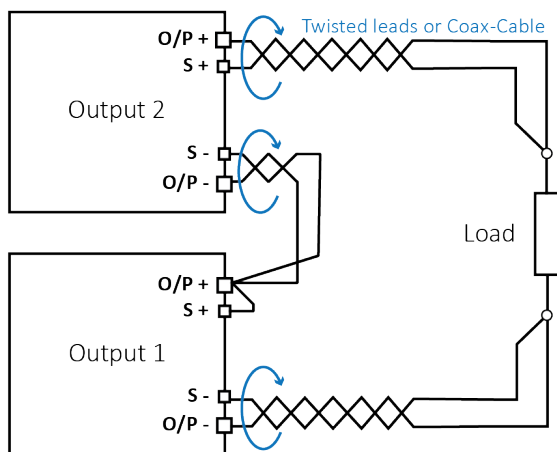 O/P +
Twisted leads or Coax-Cable
S +
Output 2
S -
O/P -
Load
O/P +
S +
Output 1
S -
O/P -